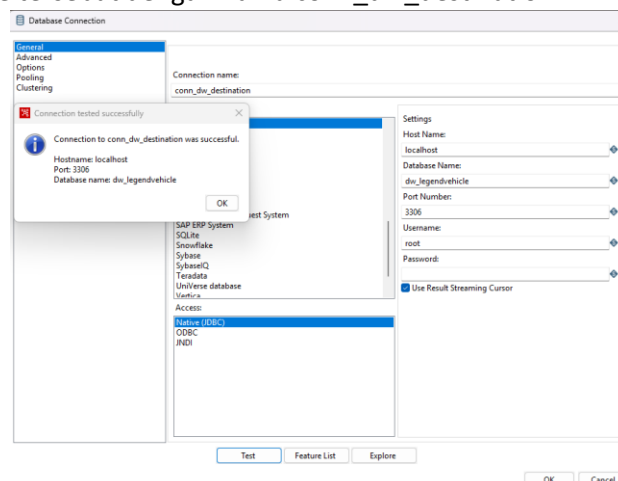 Database Connection
General
Advanced
Options
Pooling
Clustering
Connection name:
conn_dw_destination
Connection tested successfully
Connection to conn_dw_destination was successful.
Hostname: localhost
Port: 3306
Database name: dw_legendvehicle
OK
SAP ERP System
SQLite
Snowflake
Sybase
SybaseIQ
Teradata
UniVerse database
Vertica
Access:
Native (JDBC)
ODBC
JNDI
Settings
Host Name:
localhost
Database Name:
dw_legendvehicle
Port Number:
3306
Username:
root
Password:
Use Result Streaming Cursor
Test Feature List Explore
OK Cancel